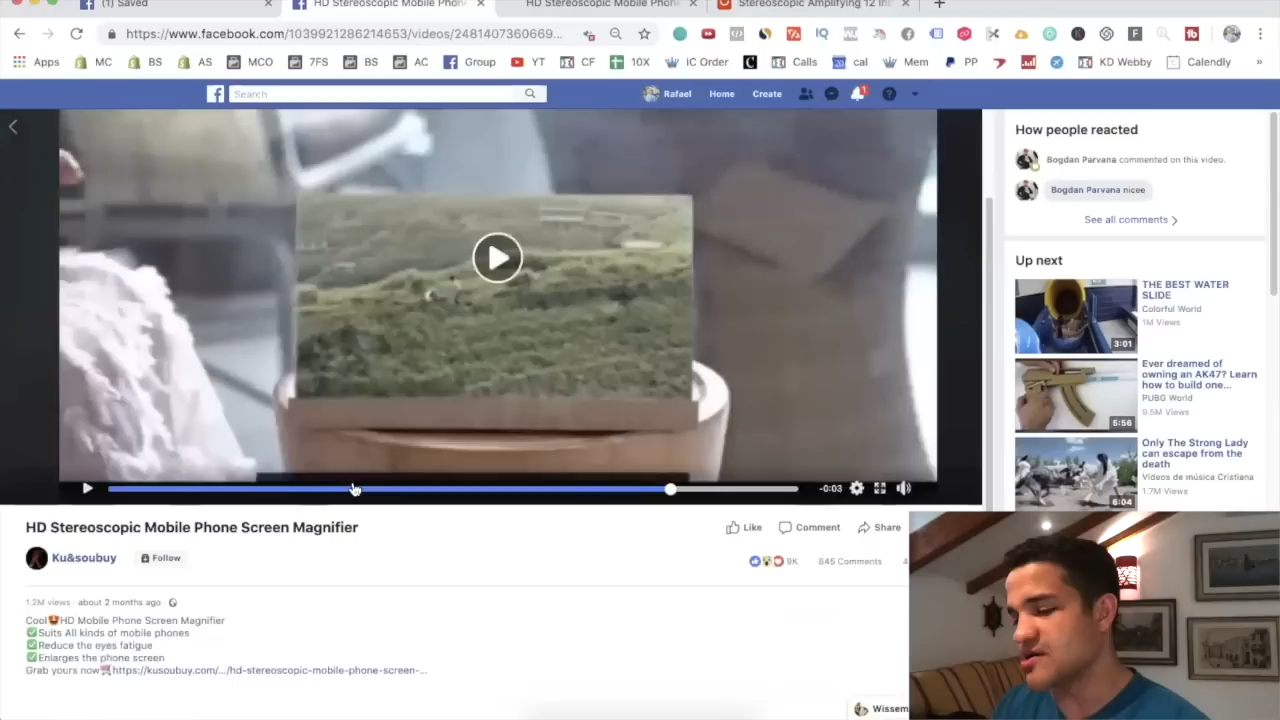 Saved
HD Stereoscopic Mobile Phon
HD Stereoscopic Mobile Phone
Stereoscopic Amplifying 12 In
https://www.facebook.com/1039921286214653/videos/2481407360669...
Apps MC BS AS MCO 7FS BS AC Group YT CF 10X IC Order Calls cal Mem PP KD Webby Calendly »
Search Rafael Home Create 1
How people reacted
Bogdan Parvana commented on this video.
Bogdan Parvana nicee
See all comments
Up next
THE BEST WATER
SLIDE
Colorful World
1M Views
3:01
Ever dreamed of
owning an AK47? Learn
how to build one...
PUBG World
9.5M Views
5:56
Only The Strong Lady
can escape from the
death
Videos de música Cristiana
1.7M Views
6:04
-0:03
HD Stereoscopic Mobile Phone Screen Magnifier
Like Comment Share
Ku&soubuy Follow
9K 845 Comments
1.2M views · about 2 months ago ·
Cool HD Mobile Phone Screen Magnifier
Suits All kinds of mobile phones
Reduce the eyes fatigue
Enlarges the phone screen
Grab yours now https://kusoubuy.com/.../hd-stereoscopic-mobile-phone-screen-...
Wissem